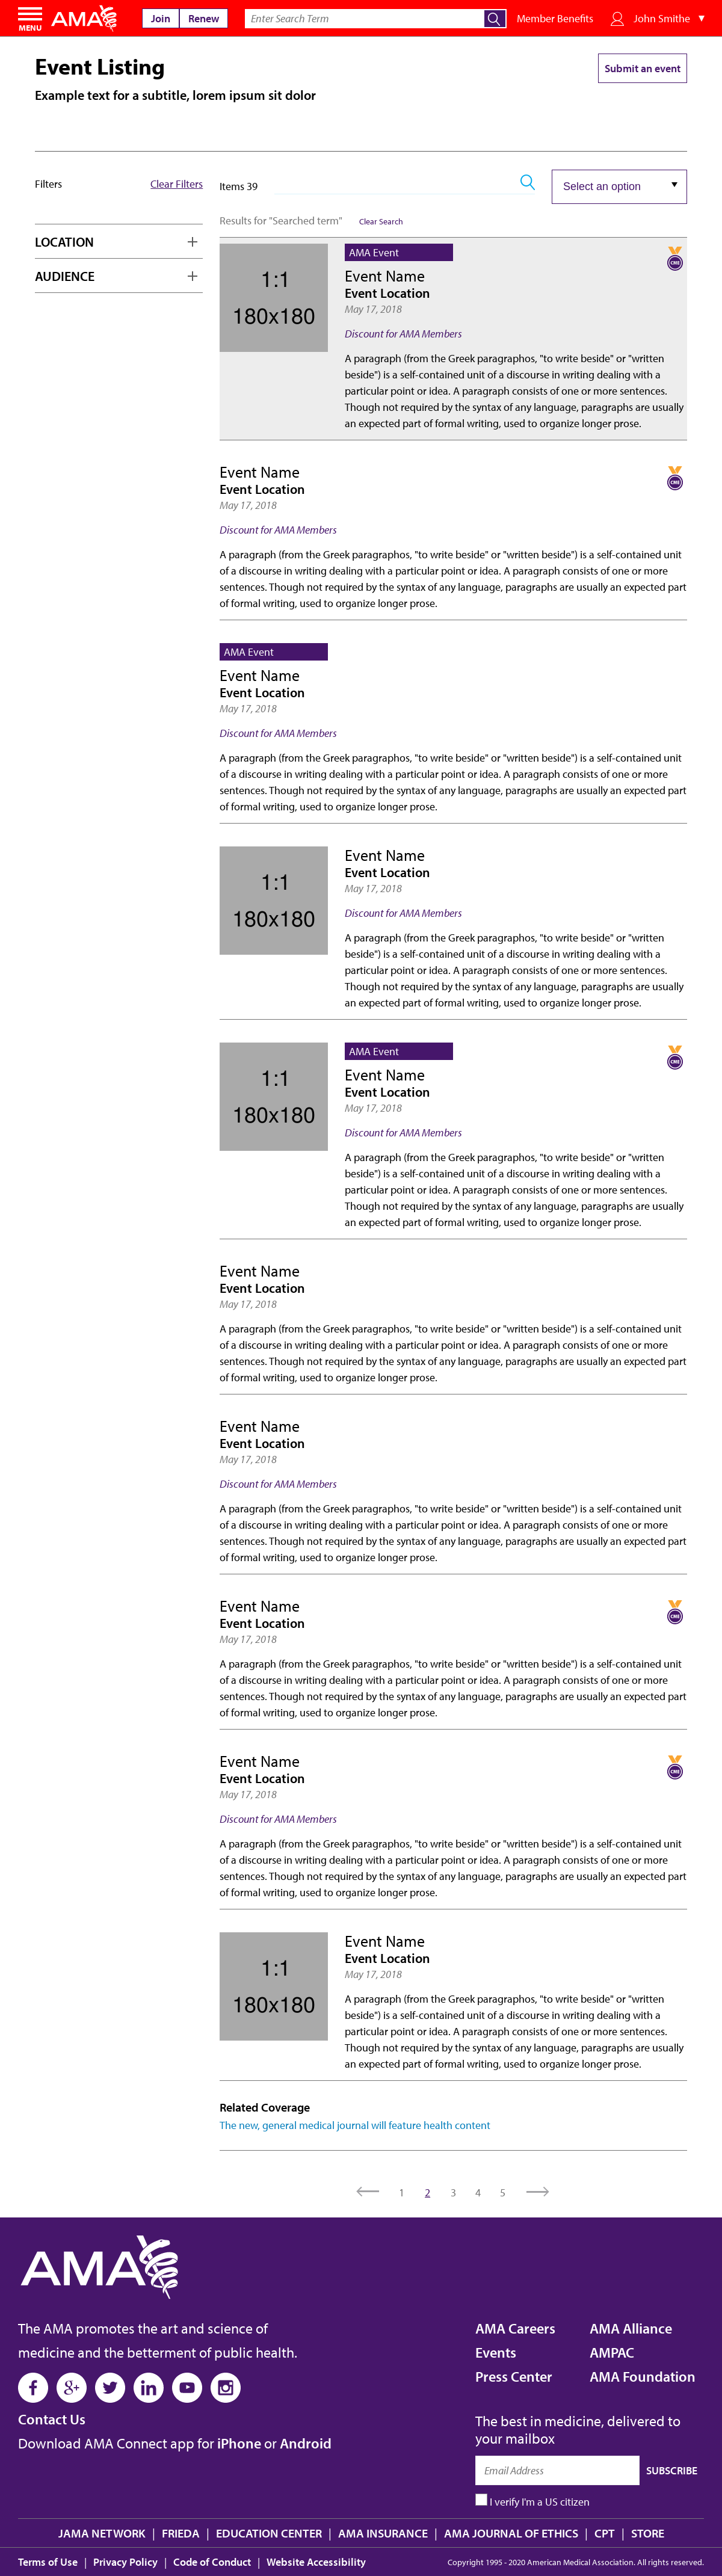 MENU
AMA
Join
Renew
Enter Search Term
Member Benefits
John Smithe
Event Listing
Submit an event
Example text for a subtitle, lorem ipsum sit dolor
Filters
Clear Filters
LOCATION
AUDIENCE
Items 39
Select an option
Results for "Searched term"
Clear Search
1:1
180x180
AMA Event
CME
Event Name
Event Location
May 17, 2018
Discount for AMA Members
A paragraph (from the Greek paragraphos, "to write beside" or "written
beside") is a self-contained unit of a discourse in writing dealing with a
particular point or idea. A paragraph consists of one or more sentences.
Though not required by the syntax of any language, paragraphs are usually
an expected part of formal writing, used to organize longer prose.
Event Name
CME
Event Location
May 17, 2018
Discount for AMA Members
A paragraph (from the Greek paragraphos, "to write beside" or "written beside") is a self-contained unit
of a discourse in writing dealing with a particular point or idea. A paragraph consists of one or more
sentences. Though not required by the syntax of any language, paragraphs are usually an expected part
of formal writing, used to organize longer prose.
AMA Event
Event Name
Event Location
May 17, 2018
Discount for AMA Members
A paragraph (from the Greek paragraphos, "to write beside" or "written beside") is a self-contained unit
of a discourse in writing dealing with a particular point or idea. A paragraph consists of one or more
sentences. Though not required by the syntax of any language, paragraphs are usually an expected part
of formal writing, used to organize longer prose.
1:1
180x180
Event Name
Event Location
May 17, 2018
Discount for AMA Members
A paragraph (from the Greek paragraphos, "to write beside" or "written
beside") is a self-contained unit of a discourse in writing dealing with a
particular point or idea. A paragraph consists of one or more sentences.
Though not required by the syntax of any language, paragraphs are usually
an expected part of formal writing, used to organize longer prose.
1:1
180x180
AMA Event
CME
Event Name
Event Location
May 17, 2018
Discount for AMA Members
A paragraph (from the Greek paragraphos, "to write beside" or "written
beside") is a self-contained unit of a discourse in writing dealing with a
particular point or idea. A paragraph consists of one or more sentences.
Though not required by the syntax of any language, paragraphs are usually
an expected part of formal writing, used to organize longer prose.
Event Name
Event Location
May 17, 2018
A paragraph (from the Greek paragraphos, "to write beside" or "written beside") is a self-contained unit
of a discourse in writing dealing with a particular point or idea. A paragraph consists of one or more
sentences. Though not required by the syntax of any language, paragraphs are usually an expected part
of formal writing, used to organize longer prose.
Event Name
Event Location
May 17, 2018
Discount for AMA Members
A paragraph (from the Greek paragraphos, "to write beside" or "written beside") is a self-contained unit
of a discourse in writing dealing with a particular point or idea. A paragraph consists of one or more
sentences. Though not required by the syntax of any language, paragraphs are usually an expected part
of formal writing, used to organize longer prose.
Event Name
CME
Event Location
May 17, 2018
A paragraph (from the Greek paragraphos, "to write beside" or "written beside") is a self-contained unit
of a discourse in writing dealing with a particular point or idea. A paragraph consists of one or more
sentences. Though not required by the syntax of any language, paragraphs are usually an expected part
of formal writing, used to organize longer prose.
Event Name
CME
Event Location
May 17, 2018
Discount for AMA Members
A paragraph (from the Greek paragraphos, "to write beside" or "written beside") is a self-contained unit
of a discourse in writing dealing with a particular point or idea. A paragraph consists of one or more
sentences. Though not required by the syntax of any language, paragraphs are usually an expected part
of formal writing, used to organize longer prose.
1:1
180x180
Event Name
Event Location
May 17, 2018
A paragraph (from the Greek paragraphos, "to write beside" or "written
beside") is a self-contained unit of a discourse in writing dealing with a
particular point or idea. A paragraph consists of one or more sentences.
Though not required by the syntax of any language, paragraphs are usually
an expected part of formal writing, used to organize longer prose.
Related Coverage
The new, general medical journal will feature health content
1 2 3 4 5
AMA
The AMA promotes the art and science of
medicine and the betterment of public health.
Contact Us
Download AMA Connect app for iPhone or Android
AMA Careers
Events
Press Center
AMA Alliance
AMPAC
AMA Foundation
The best in medicine, delivered to
your mailbox
Email Address
SUBSCRIBE
I verify I'm a US citizen
JAMA NETWORK | FRIEDA | EDUCATION CENTER | AMA INSURANCE | AMA JOURNAL OF ETHICS | CPT | STORE
Terms of Use | Privacy Policy | Code of Conduct | Website Accessibility
Copyright 1995 - 2020 American Medical Association. All rights reserve.